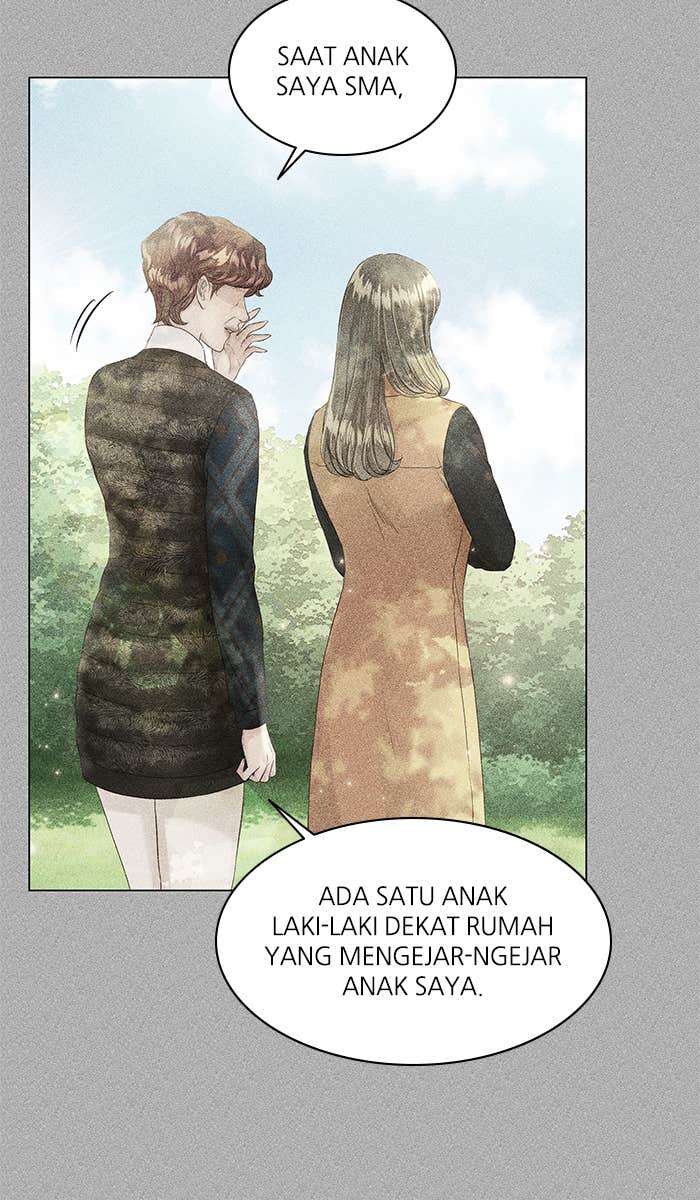 SAAT ANAK
SAYA SMA,
ADA SATU ANAK
LAKI-LAKI DEKAT RUMAH
YANG MENGEJAR-NGEJAR
ANAK SAYA.